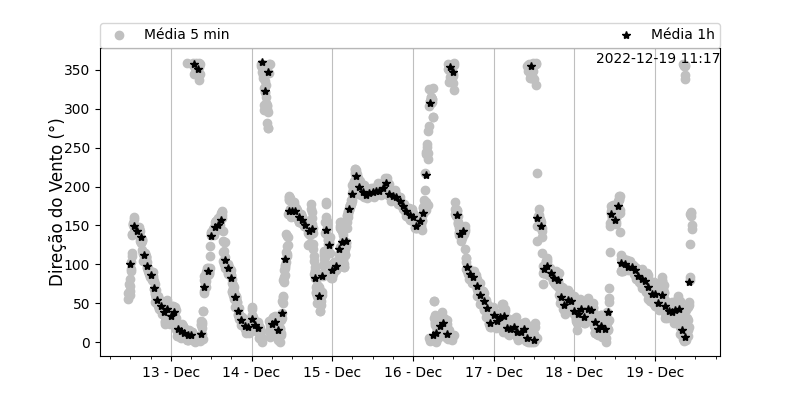 Média 5 min
Média 1h
2022-12-19 11:17
Direção do Vento (°)
350
300
250
200
150
100
50
0
13 - Dec
14 - Dec
15 - Dec
16 - Dec
17 - Dec
18 - Dec
19 - Dec